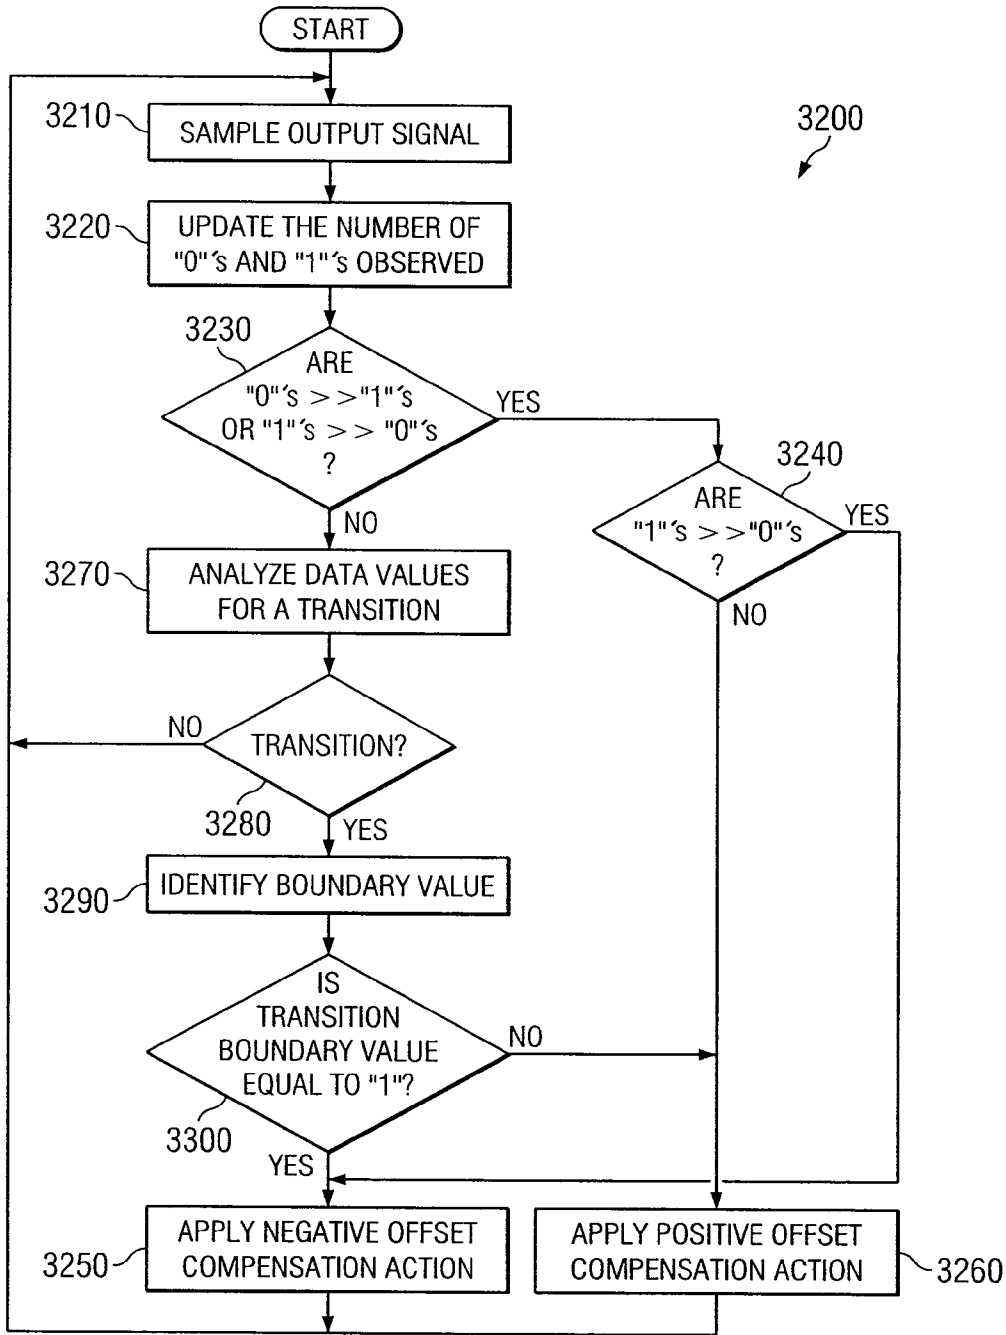 START
3210
SAMPLE OUTPUT SIGNAL
3200
3220
UPDATE THE NUMBER OF
"0"'s AND "1"'s OBSERVED
3230
ARE
"0"'s >>"1"'s
OR "1"'s >> "0"'s
?
YES
NO
3240
ARE
"1"'s >>"0"'s
?
YES
NO
3270
ANALYZE DATA VALUES
FOR A TRANSITION
NO
TRANSITION?
3280
YES
3290
IDENTIFY BOUNDARY VALUE
IS
TRANSITION
BOUNDARY VALUE
EQUAL TO "1"?
NO
3300
YES
3250
APPLY NEGATIVE OFFSET
COMPENSATION ACTION
APPLY POSITIVE OFFSET
COMPENSATION ACTION
3260